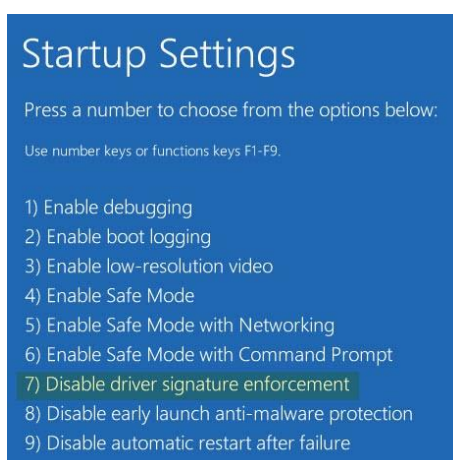 Startup Settings
Press a number to choose from the options below:
Use number keys or functions keys F1-F9.
1) Enable debugging
2) Enable boot logging
3) Enable low-resolution video
4) Enable Safe Mode
5) Enable Safe Mode with Networking
6) Enable Safe Mode with Command Prompt
7) Disable driver signature enforcement
8) Disable early launch anti-malware protection
9) Disable automatic restart after failure